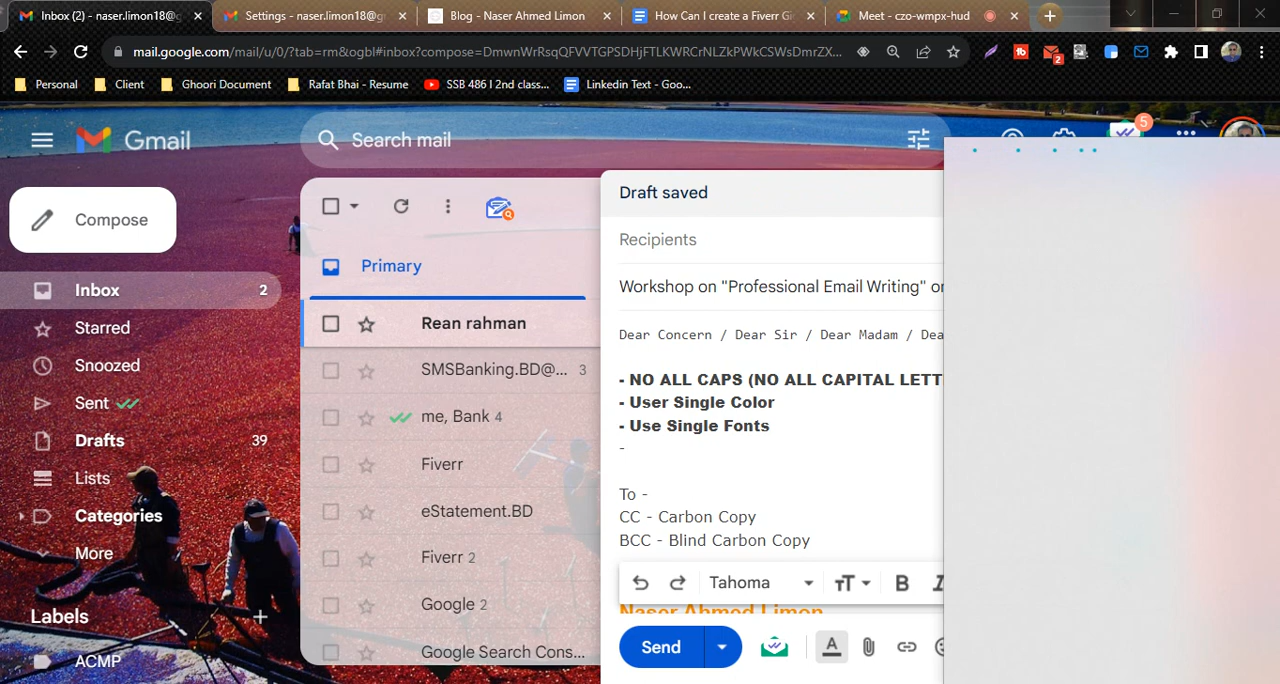 Inbox (2) - naser.limon18@g
Settings - naser.limon18@g
Blog - Naser Ahmed Limon
How Can I create a Fiverr Gi
Meet - czo-wmpx-hud
mail.google.com/mail/u/0/?tab=rm&ogbl#inbox?compose=DmwnWrRsqQFVVTGPSDHjFTLKWRCrNLZkPWkCSWsDmrZX...
2
Personal
Client
Ghoori Document
Rafat Bhai - Resume
SSB 486 I 2nd class...
Linkedin Text - Goo...
Gmail
Search mail
5
Compose
Draft saved
Recipients
Primary
Inbox 2
Workshop on "Professional Email Writing" or
Starred
Rean rahman
Dear Concern / Dear Sir / Dear Madam / Dea
Snoozed
SMSBanking.BD@... 3
- NO ALL CAPS (NO ALL CAPITAL LETT
Sent
me, Bank 4
- User Single Color
- Use Single Fonts
-
Drafts 39
Fiverr
Lists
To -
Categories
eStatement.BD
CC - Carbon Copy
BCC - Blind Carbon Copy
More
Fiverr 2
Tahoma
Labels
Google 2
Naser Ahmed Limon
Send
ACMP
Google Search Cons...